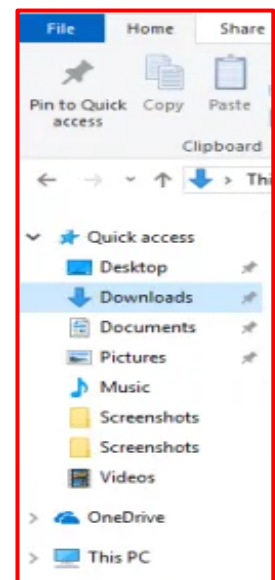 File Home Share
Pin to Quick access Copy Paste
Clipboard
Thi
Quick access
Desktop
Downloads
Documents
Pictures
Music
Screenshots
Screenshots
Videos
OneDrive
This PC